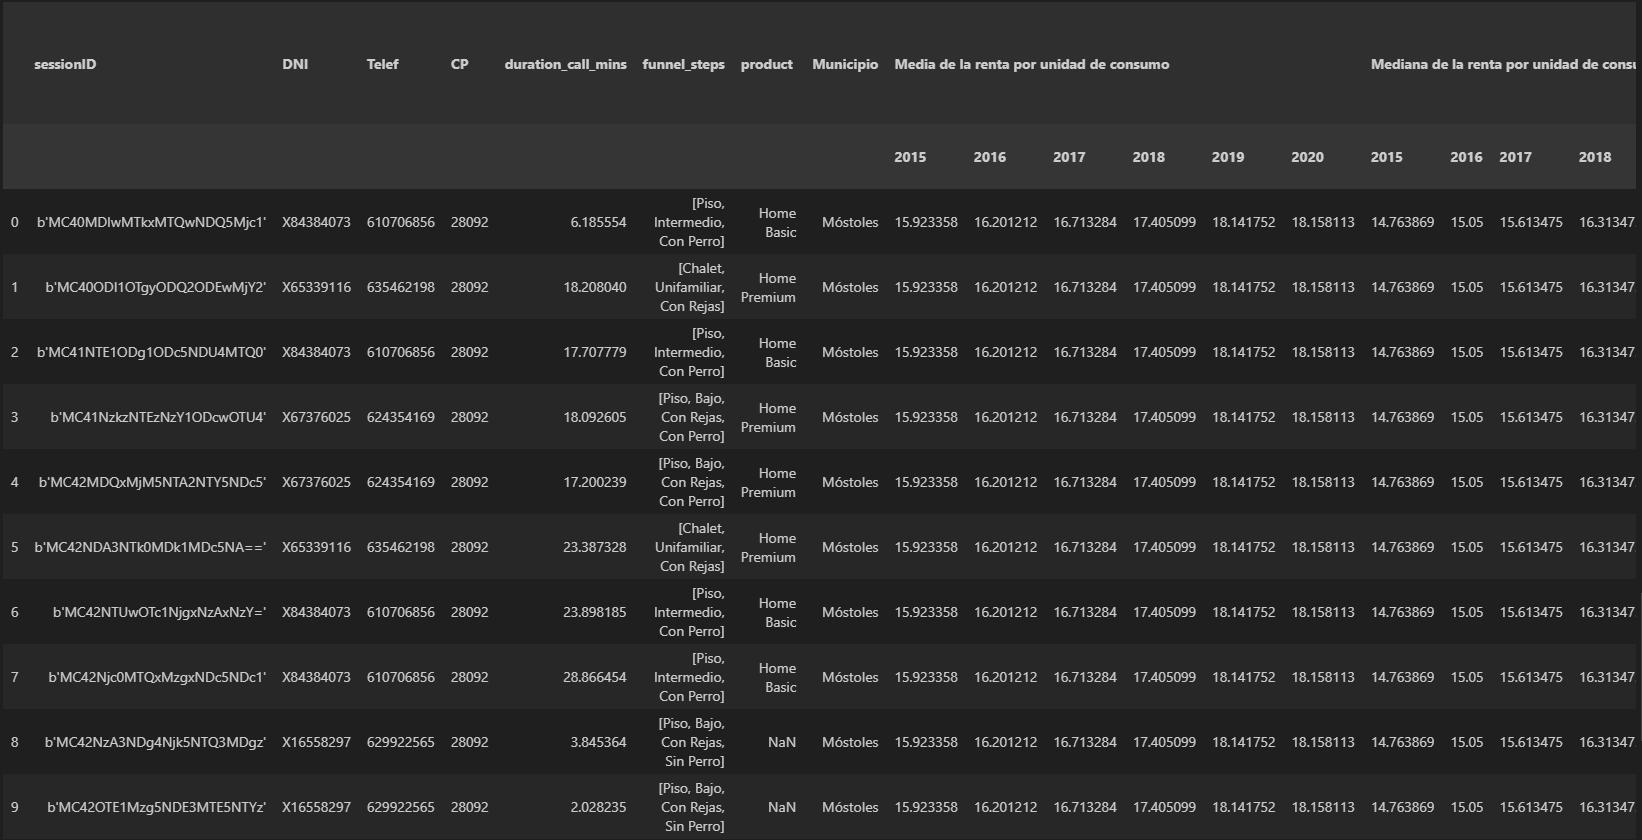 sessionID DNI Telef CP duration_call_mins funnel_steps product Municipio Media de la renta por unidad de consumo Mediana de la renta por unidad de
2015 2016 2017 2018 2019 2020 2015 2016 2017 2018
0 b'MC40MDIwMTkxMTQwNDQ5Mjc1' X84384073 610706856 28092 6.185554 [Piso, Intermedio, Con Perro] Home Basic Móstoles 15.923358 16.201212 16.713284 17.405099 18.141752 18.158113 14.763869 15.05 15.613475 16.31347
1 b'MC40ODI1OTgyODQ2ODEwMjY2' X65339116 635462198 28092 18.208040 [Chalet, Unifamiliar, Con Rejas] Home Premium Móstoles 15.923358 16.201212 16.713284 17.405099 18.141752 18.158113 14.763869 15.05 15.613475 16.31347
2 b'MC41NTE1ODg1ODc5NDU4MTQ0' X84384073 610706856 28092 17.707779 [Piso, Intermedio, Con Perro] Home Basic Móstoles 15.923358 16.201212 16.713284 17.405099 18.141752 18.158113 14.763869 15.05 15.613475 16.31347
3 b'MC41NzkzNTEzNzY1ODcwOTU4' X67376025 624354169 28092 18.092605 [Piso, Bajo, Con Rejas, Con Perro] Home Premium Móstoles 15.923358 16.201212 16.713284 17.405099 18.141752 18.158113 14.763869 15.05 15.613475 16.31347
4 b'MC42MDQxMjM5NTA2NTY5NDc5' X67376025 624354169 28092 17.200239 [Piso, Bajo, Con Rejas, Con Perro] Home Premium Móstoles 15.923358 16.201212 16.713284 17.405099 18.141752 18.158113 14.763869 15.05 15.613475 16.31347
5 b'MC42NDA3NTk0MDk1MDc5NA==' X65339116 635462198 28092 23.387328 [Chalet, Unifamiliar, Con Rejas] Home Premium Móstoles 15.923358 16.201212 16.713284 17.405099 18.141752 18.158113 14.763869 15.05 15.613475 16.31347
6 b'MC42NTUwOTc1NjgxNzAxNzY=' X84384073 610706856 28092 23.898185 [Piso, Intermedio, Con Perro] Home Basic Móstoles 15.923358 16.201212 16.713284 17.405099 18.141752 18.158113 14.763869 15.05 15.613475 16.31347
7 b'MC42Njc0MTQxMzgxNDc5NDc1' X84384073 610706856 28092 28.866454 [Piso, Intermedio, Con Perro] Home Basic Móstoles 15.923358 16.201212 16.713284 17.405099 18.141752 18.158113 14.763869 15.05 15.613475 16.31347
8 b'MC42NzA3NDg4Njk5NTQ3MDgz' X16558297 629922565 28092 3.845364 [Piso, Bajo, Con Rejas, Sin Perro] NaN Móstoles 15.923358 16.201212 16.713284 17.405099 18.141752 18.158113 14.763869 15.05 15.613475 16.31347
9 b'MC42OTE1Mzg5NDE3MTE5NTYz' X16558297 629922565 28092 2.028235 [Piso, Bajo, Con Rejas, Sin Perro] NaN Móstoles 15.923358 16.201212 16.713284 17.405099 18.141752 18.158113 14.763869 15.05 15.613475 16.31347